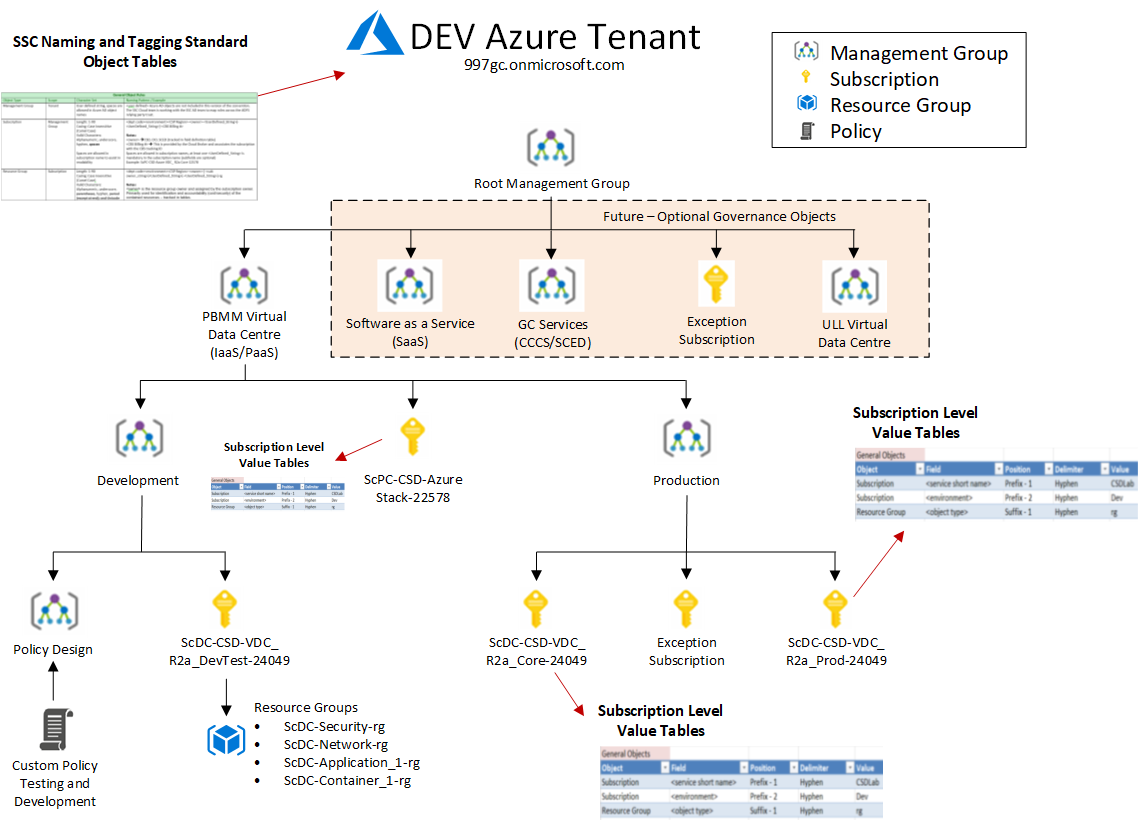 SSC Naming and Tagging Standard
Object Tables
DEV Azure Tenant
997gc.onmicrosoft.com
Management Group
Subscription
Resource Group
Policy
General Object Rules
Root Management Group
Future – Optional Governance Objects
PBMM Virtual
Data Centre
(IaaS/PaaS)
Software as a Service
(SaaS)
GC Services
(CCCS/SCED)
Exception
Subscription
ULL Virtual
Data Centre
Development
Subscription Level
Value Tables
General Objects
Object Field Position Delimiter Value
Subscription <service short name> Prefix - 1 Hyphen CSDLab
Subscription <environment> Prefix - 2 Hyphen Dev
Resource Group <object type> Suffix - 1 Hyphen rg
ScPC-CSD-Azure
Stack-22578
Production
Subscription Level
Value Tables
General Objects
Object Field Position Delimiter Value
Subscription <service short name> Prefix - 1 Hyphen CSDLab
Subscription <environment> Prefix - 2 Hyphen Dev
Resource Group <object type> Suffix - 1 Hyphen rg
Policy Design
ScDC-CSD-VDC_
R2a_DevTest-24049
ScDC-CSD-VDC_
R2a_Core-24049
Exception
Subscription
ScDC-CSD-VDC_
R2a_Prod-24049
Custom Policy
Testing and
Development
Resource Groups
• ScDC-Security-rg
• ScDC-Network-rg
• ScDC-Application_1-rg
• ScDC-Container_1-rg
Subscription Level
Value Tables
General Objects
Object Field Position Delimiter Value
Subscription <service short name> Prefix - 1 Hyphen CSDLab
Subscription <environment> Prefix - 2 Hyphen Dev
Resource Group <object type> Suffix - 1 Hyphen rg